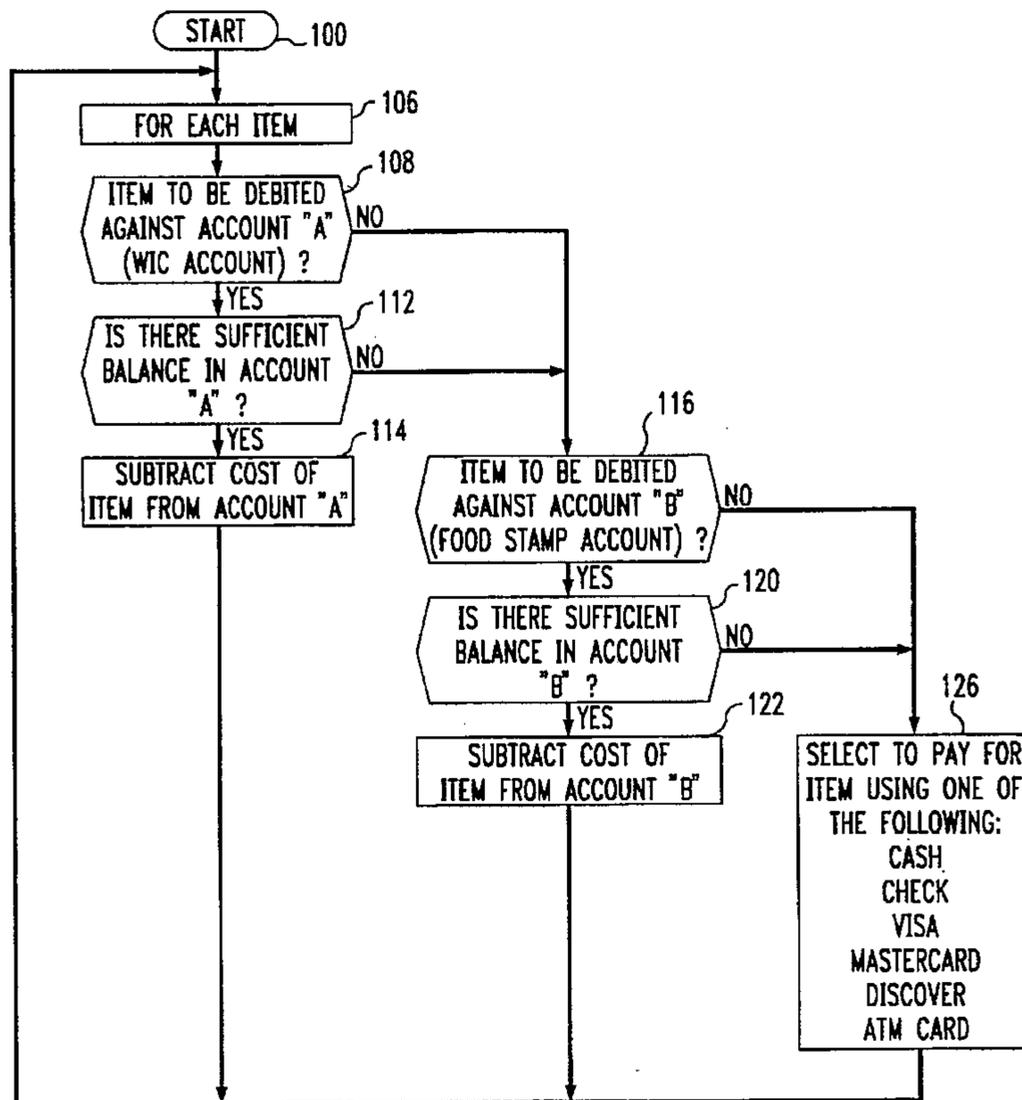 START
100
106
FOR EACH ITEM
108
ITEM TO BE DEBITED
AGAINST ACCOUNT "A"
(WIC ACCOUNT) ?
NO
YES
112
IS THERE SUFFICIENT
BALANCE IN ACCOUNT
"A" ?
NO
YES
114
SUBTRACT COST OF
ITEM FROM ACCOUNT "A"
116
ITEM TO BE DEBITED
AGAINST ACCOUNT "B"
(FOOD STAMP ACCOUNT) ?
NO
YES
120
IS THERE SUFFICIENT
BALANCE IN ACCOUNT
"B" ?
NO
YES
122
SUBTRACT COST OF
ITEM FROM ACCOUNT "B"
126
SELECT TO PAY FOR
ITEM USING ONE OF
THE FOLLOWING:
CASH
CHECK
VISA
MASTERCARD
DISCOVER
ATM CARD